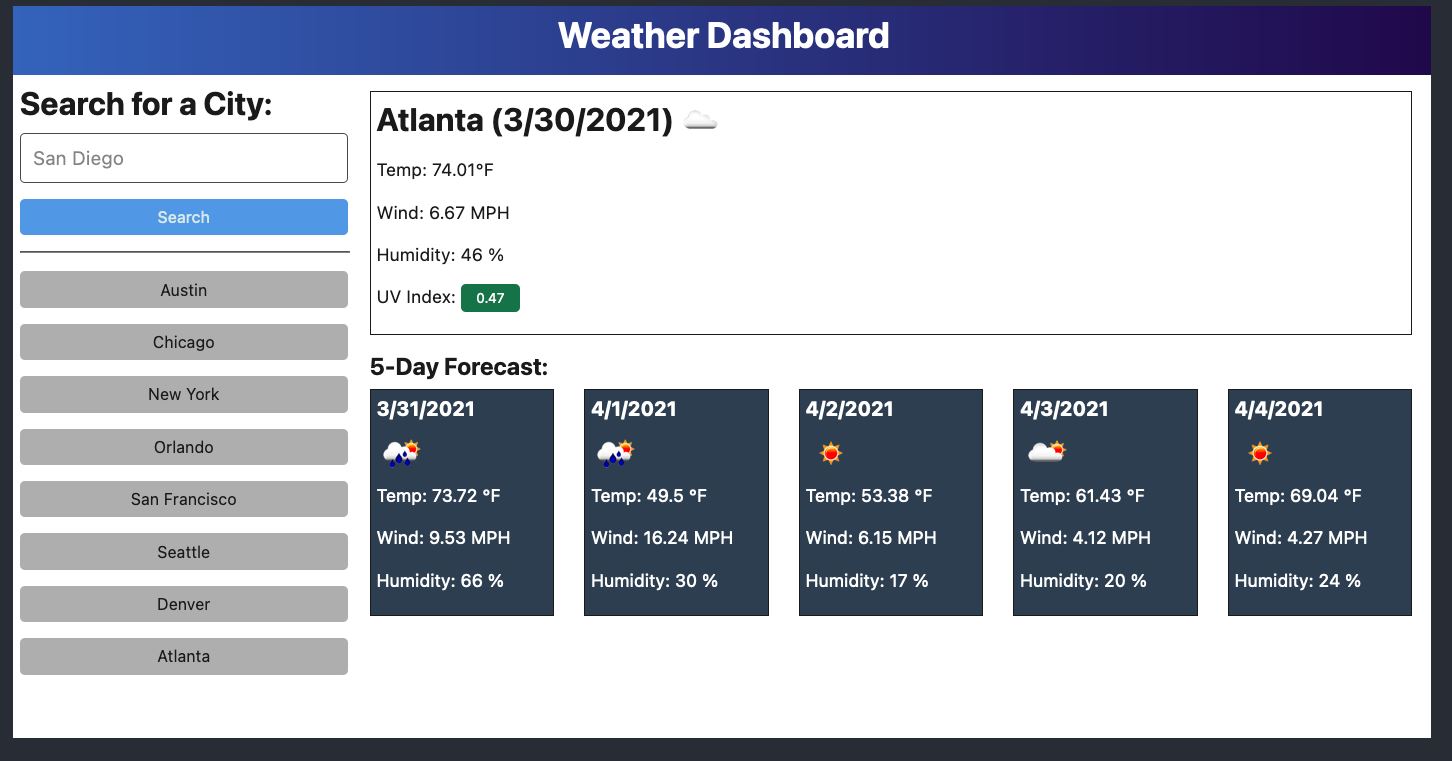 Weather Dashboard
Search for a City:
San Diego
Search
Austin
Chicago
New York
Orlando
San Francisco
Seattle
Denver
Atlanta
Atlanta (3/30/2021)
Temp: 74.01°F
Wind: 6.67 MPH
Humidity: 46 %
UV Index: 0.47
5-Day Forecast:
3/31/2021
Temp: 73.72 °F
Wind: 9.53 MPH
Humidity: 66 %
4/1/2021
Temp: 49.5 °F
Wind: 16.24 MPH
Humidity: 30 %
4/2/2021
Temp: 53.38 °F
Wind: 6.15 MPH
Humidity: 17 %
4/3/2021
Temp: 61.43 °F
Wind: 4.12 MPH
Humidity: 20 %
4/4/2021
Temp: 69.04 °F
Wind: 4.27 MPH
Humidity: 24 %